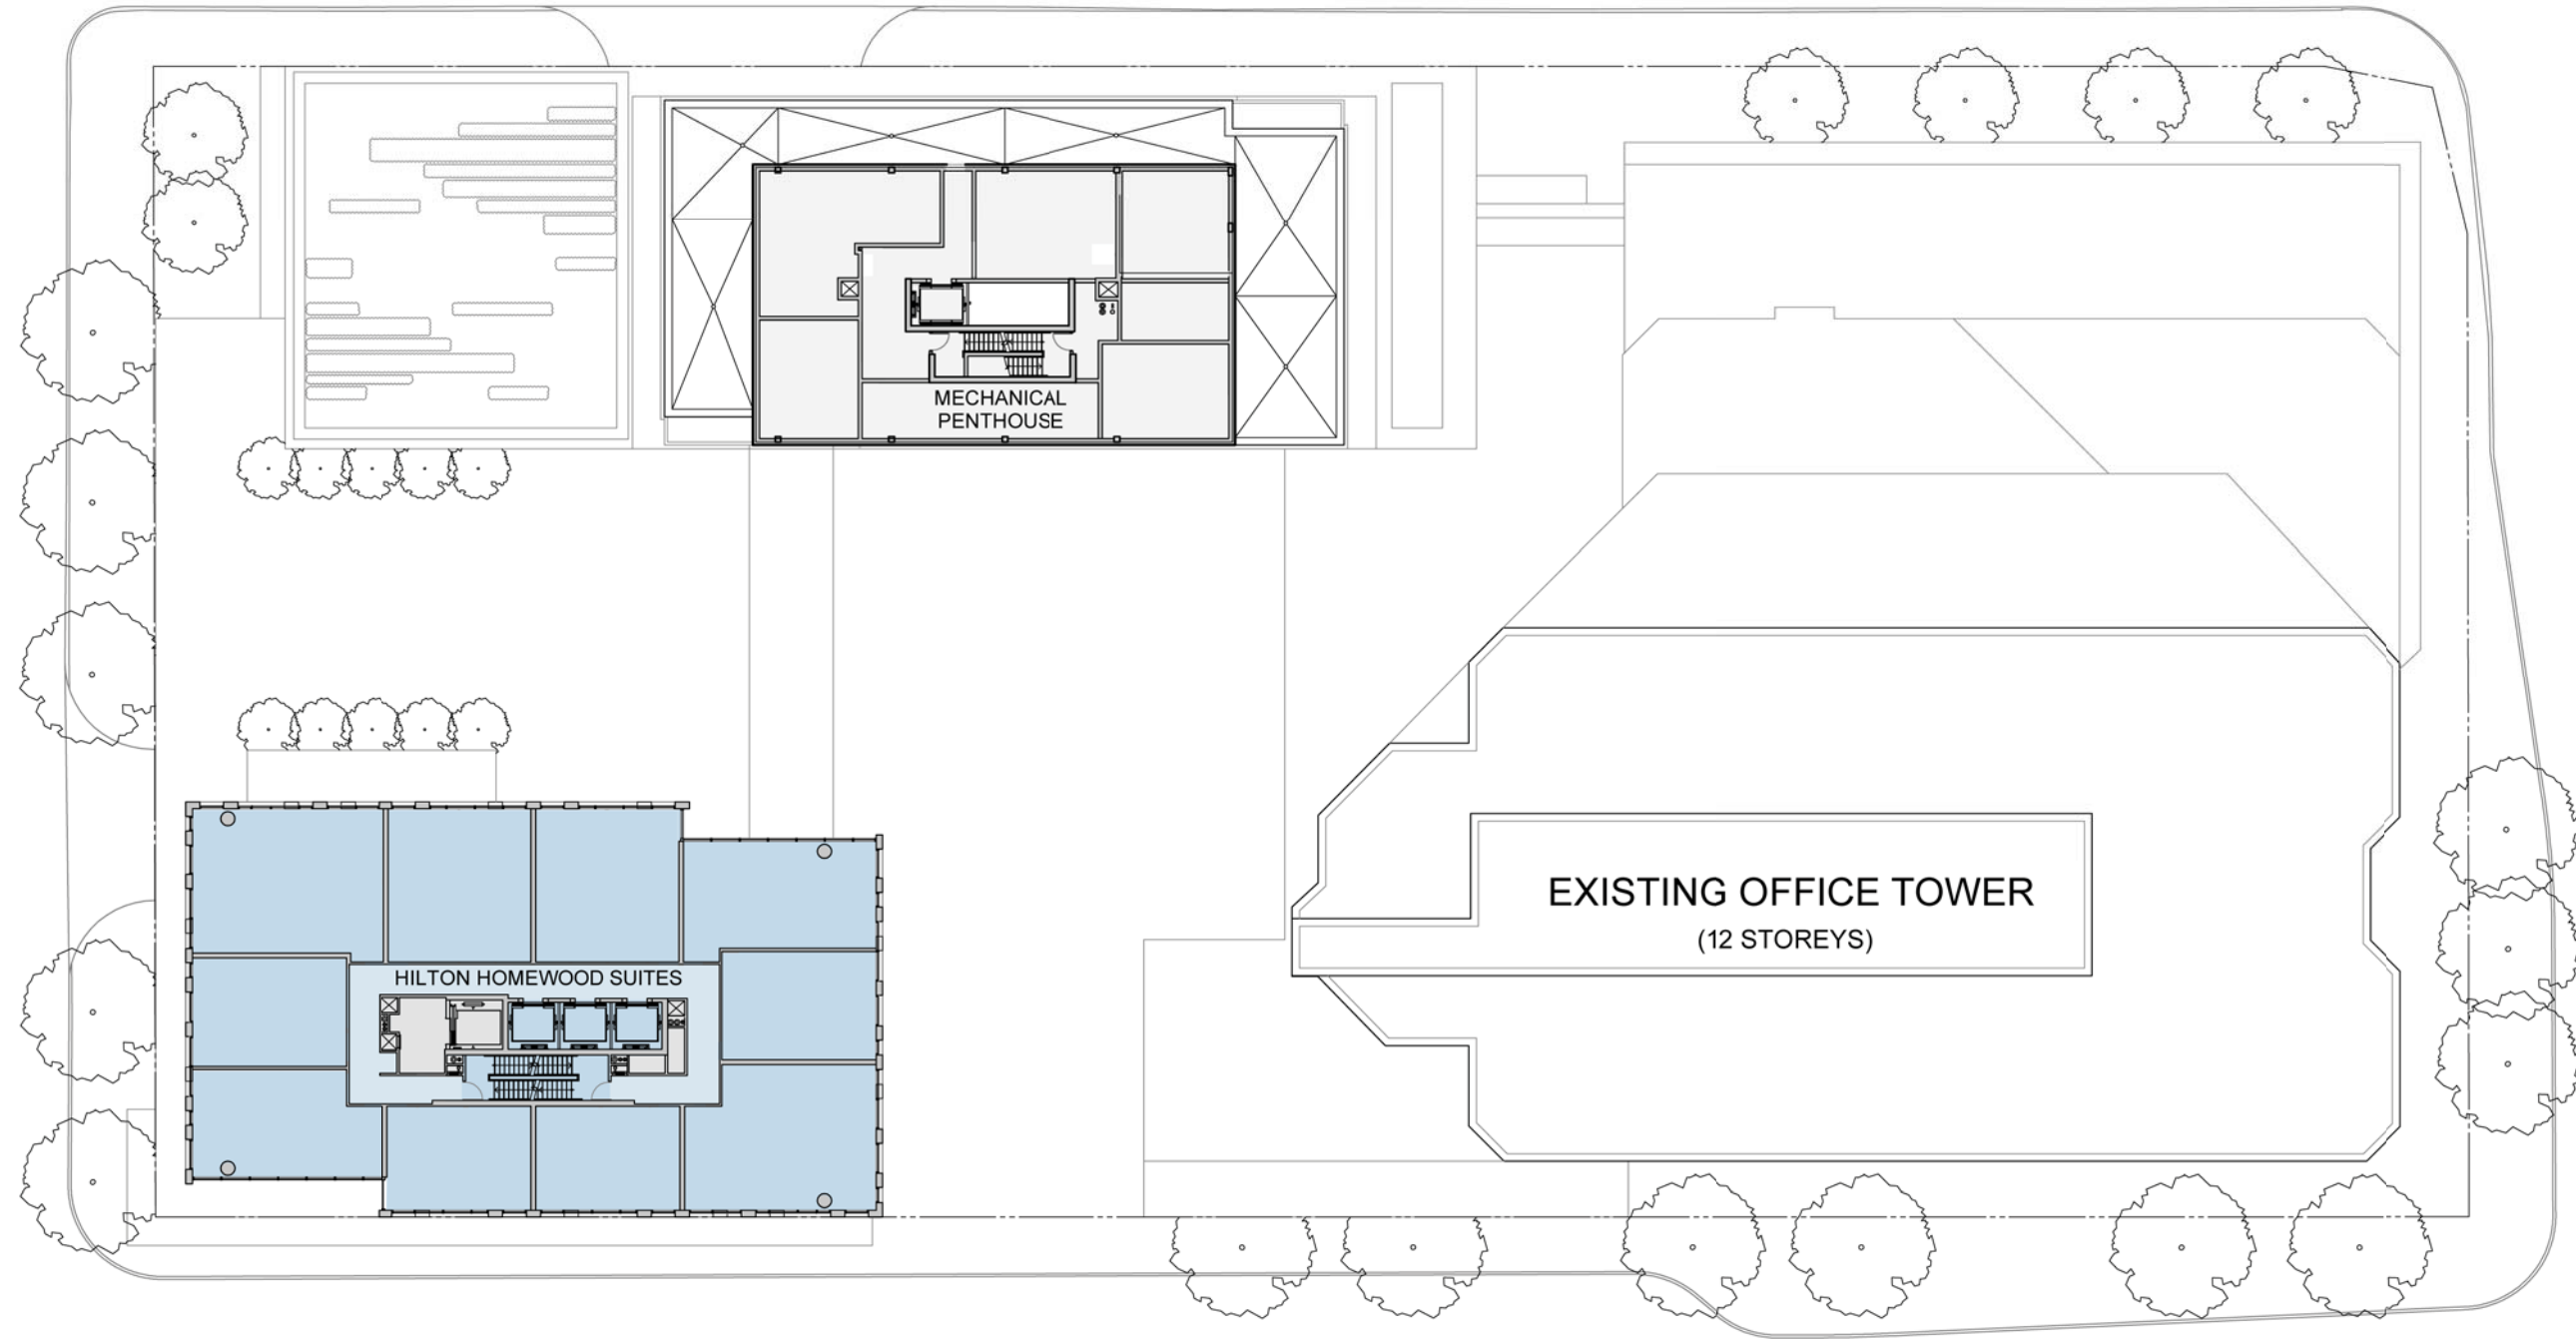 MECHANICAL
PENTHOUSE
EXISTING OFFICE TOWER
(12 STOREYS)
HILTON HOMEWOOD SUITES